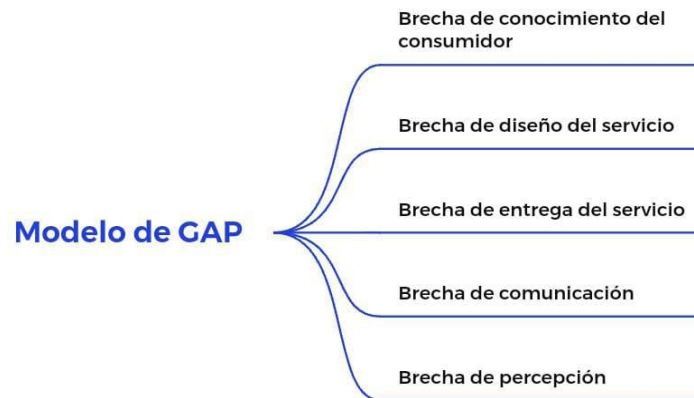 Modelo de GAP
Brecha de conocimiento del
consumidor
Brecha de diseño del servicio
Brecha de entrega del servicio
Brecha de comunicación
Brecha de percepción